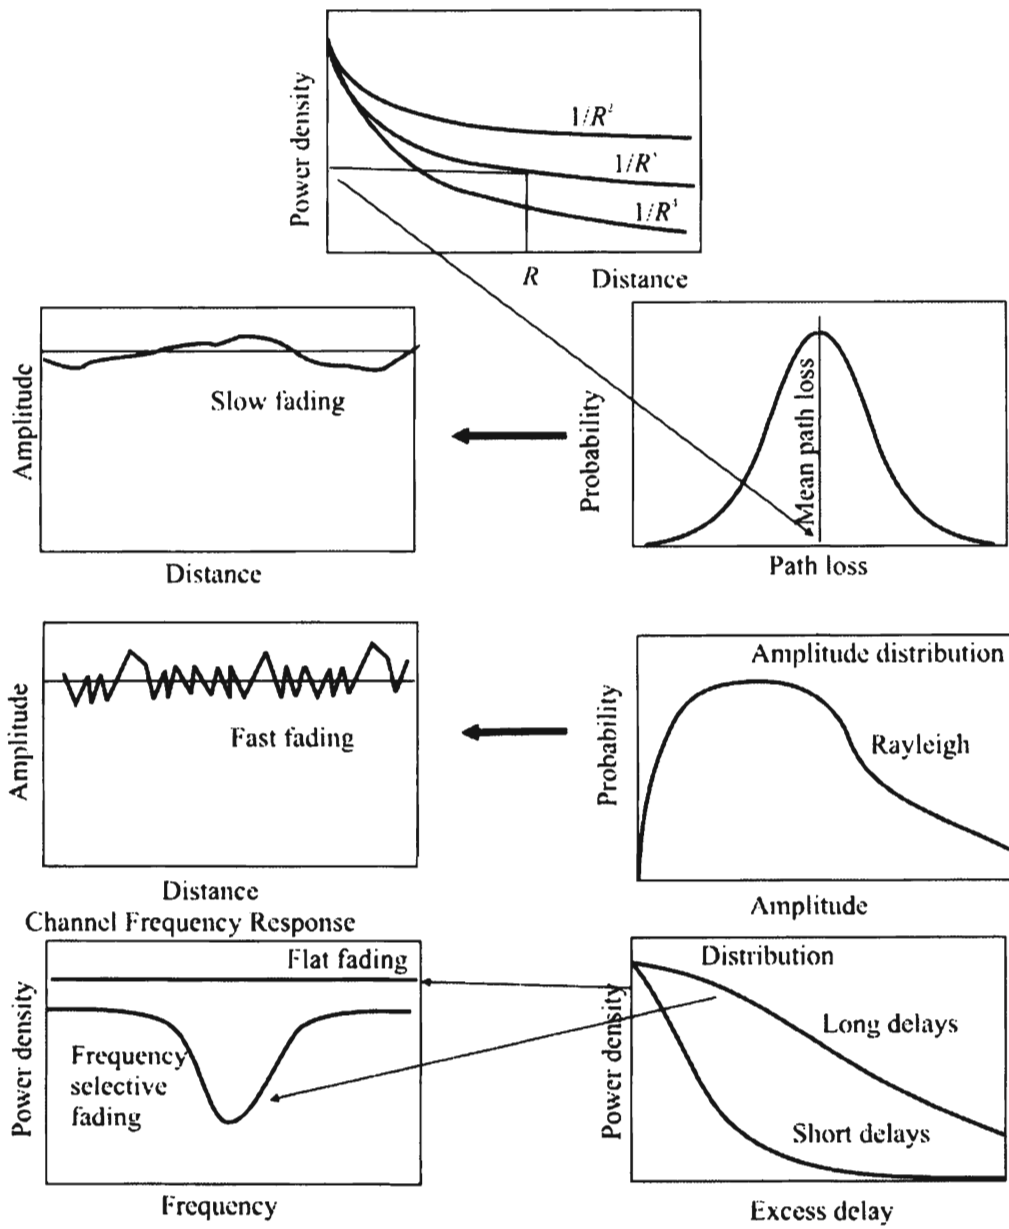 Power density
1/R²
R
Distance
Amplitude
Slow fading
Distance
Probability
Mean path loss
Path loss
Amplitude
Fast fading
Distance
Probability
Amplitude distribution
Rayleigh
Amplitude
Channel Frequency Response
Power density
Flat fading
Frequency
selective
fading
Frequency
Power density
Distribution
Long delays
Short delays
Excess delay